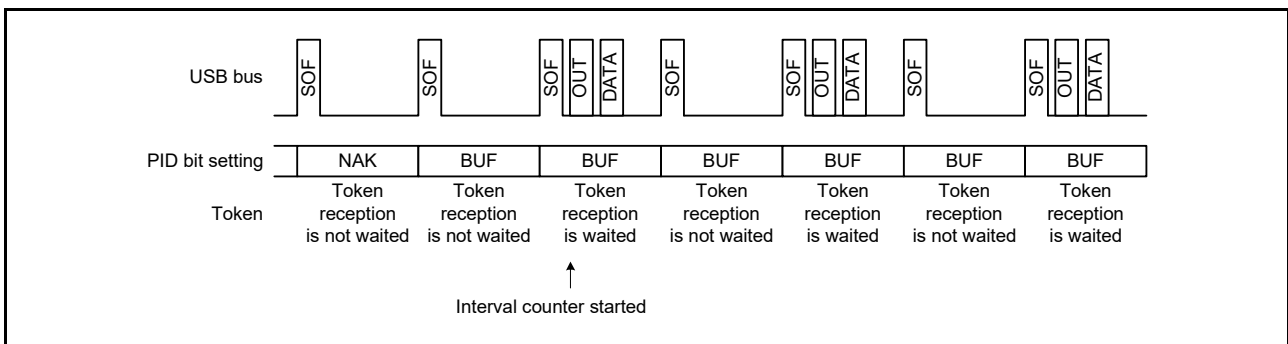 USB bus
SOF
SOF
SOF
OUT
DATA
SOF
SOF
OUT
DATA
SOF
SOF
OUT
DATA
PID bit setting
NAK
BUF
BUF
BUF
BUF
BUF
BUF
Token
Token
reception
is not waited
Token
reception
is not waited
Token
reception
is waited
Token
reception
is not waited
Token
reception
is waited
Token
reception
is not waited
Token
reception
is waited
Interval counter started